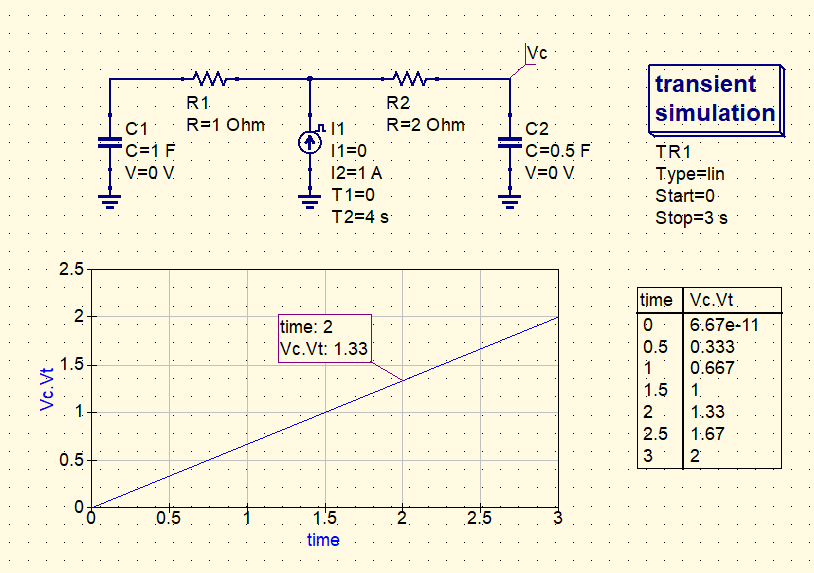 Vc
R1
R=1 Ohm
R2
R=2 Ohm
C1
C=1 F
V=0 V
I1
I1=0
I2=1 A
T1=0
T2=4 s
C2
C=0.5 F
V=0 V
transient
simulation
TR1
Type=lin
Start=0
Stop=3 s
2.5
2
1.5
1
0.5
0
Vc.Vt
time: 2
Vc.Vt: 1.33
0 0.5 1 1.5 2 2.5 3
time
time Vc.Vt
0 6.67e-11
0.5 0.333
1 0.667
1.5 1
2 1.33
2.5 1.67
3 2